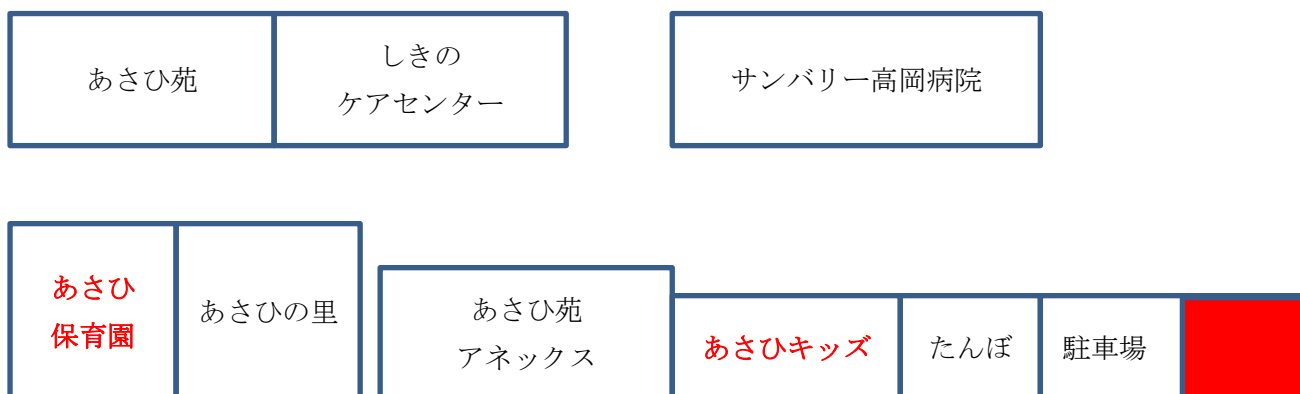 あさひ苑
しきの
ケアセンター
サンバリー高岡病院
あさひ
保育園
あさひの里
あさひ苑
アネックス
あさひキッズ
たんぼ
駐車場